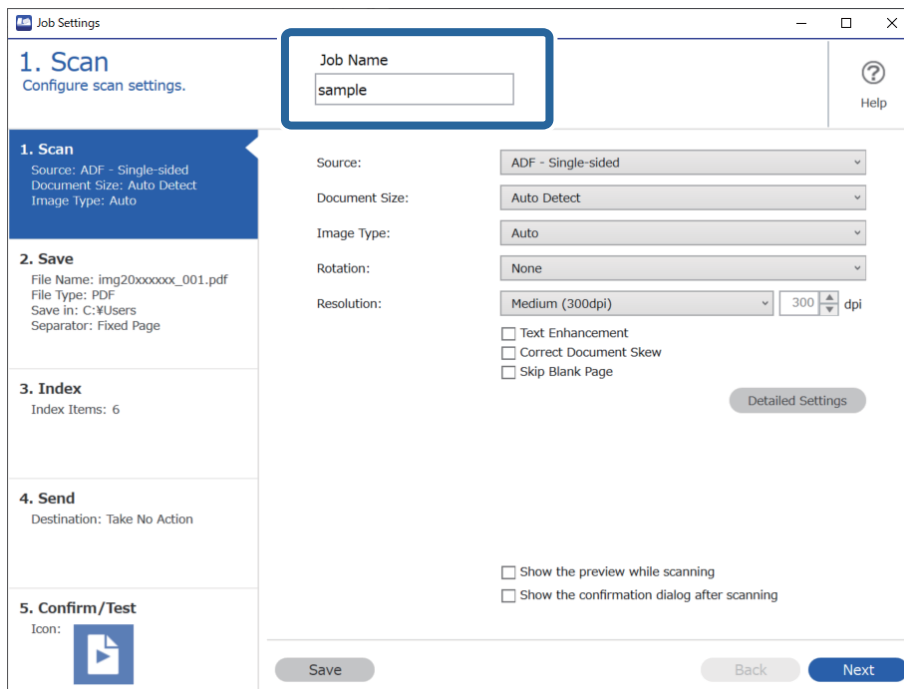 Job Settings
1. Scan
Configure scan settings.
Job Name
sample
Help
1. Scan
Source: ADF - Single-sided
Document Size: Auto Detect
Image Type: Auto
2. Save
File Name: img20xxxxxx_001.pdf
File Type: PDF
Save in: C:¥Users
Separator: Fixed Page
3. Index
Index Items: 6
4. Send
Destination: Take No Action
5. Confirm/Test
Icon:
Source: ADF - Single-sided
Document Size: Auto Detect
Image Type: Auto
Rotation: None
Resolution: Medium (300dpi) 300 dpi
Text Enhancement
Correct Document Skew
Skip Blank Page
Detailed Settings
Show the preview while scanning
Show the confirmation dialog after scanning
Save Back Next